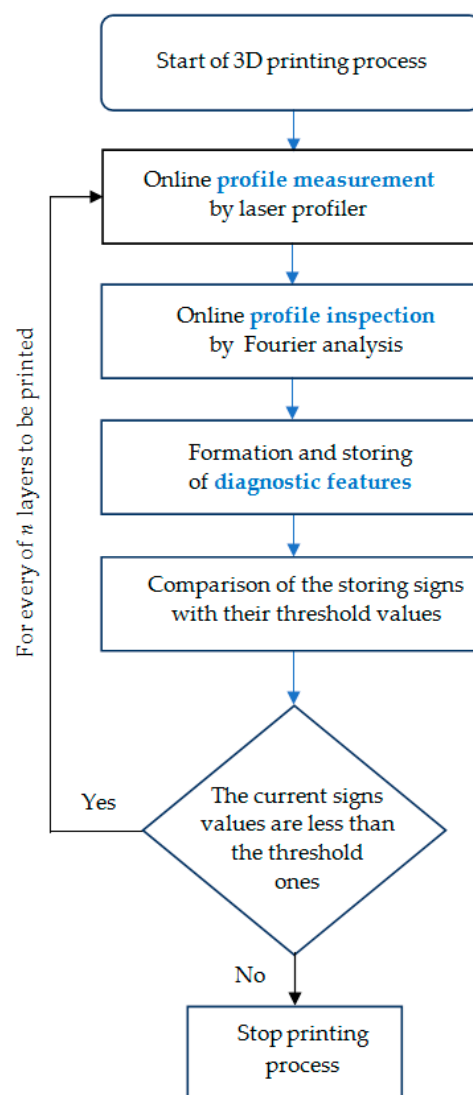 Start of 3D printing process
Online profile measurement
by laser profiler
Online profile inspection
by Fourier analysis
Formation and storing
of diagnostic features
Comparison of the storing signs
with their threshold values
For every of n layers to be printed
The current signs
values are less than
the threshold
ones
Yes
No
Stop printing
process